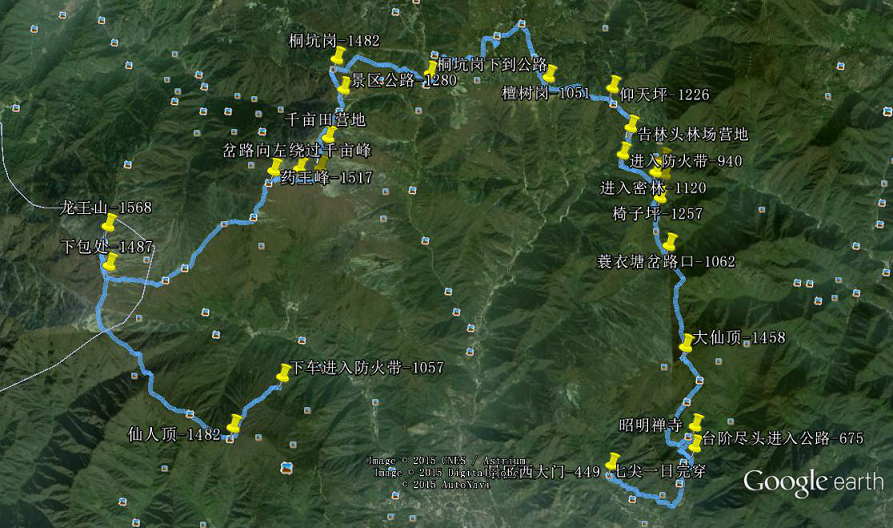 桐坑岗-1482
桐坑岗下到公路
景区公路-1280
檀树岗-1051
仰天坪-1226
千亩田营地
告林头林场营地
岔路向左绕过千亩峰
进入防火带-940
药王峰-1517
进入密林-1120
龙王山-1568
椅子坪-1257
下包处-1487
蓑衣塘岔路口-1062
大仙顶-1458
下车进入防火带-1057
昭明禅寺
仙人顶-1482
台阶尽头进入公路-675
Image © 2015 CNES / Astrium
Image © 2015 DigitalGlobe
© 2015 AutoNavi
景区西大门-449
七尖一日完穿
Google earth